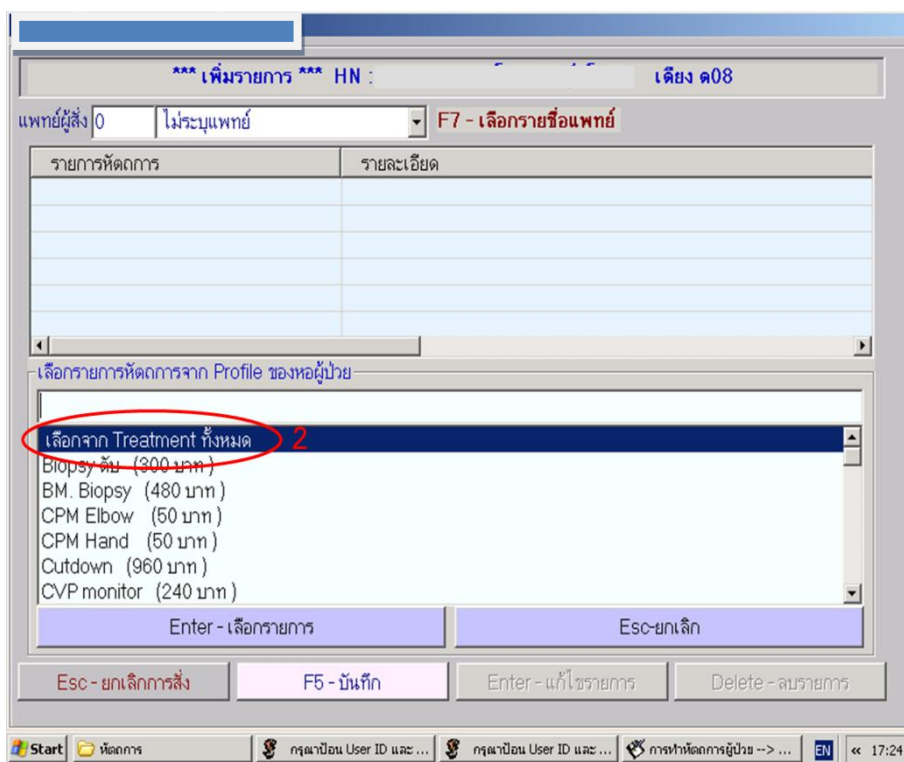 *** เพิ่มรายการ *** HN : เตียง ด08
แพทย์ผู้สั่ง 0 ไม่ระบุแพทย์ F7 - เลือกรายชื่อแพทย์
รายการหัตถการ รายละเอียด
เลือกรายการหัตถการจาก Profile ของหอผู้ป่วย
เลือกจาก Treatment ทั้งหมด 2
Biopsy ตับ (300 บาท )
BM. Biopsy (480 บาท )
CPM Elbow (50 บาท )
CPM Hand (50 บาท )
Cutdown (960 บาท )
CVP monitor (240 บาท )
Enter - เลือกรายการ Esc-ยกเลิก
Esc - ยกเลิกการสั่ง F5 - บันทึก Enter - แก้ไขรายการ Delete - ลบรายการ
Start หัตถการ กรุณาป้อน User ID และ ... กรุณาป้อน User ID และ ... การทำหัตถการผู้ป่วย --> ... EN « 17:24